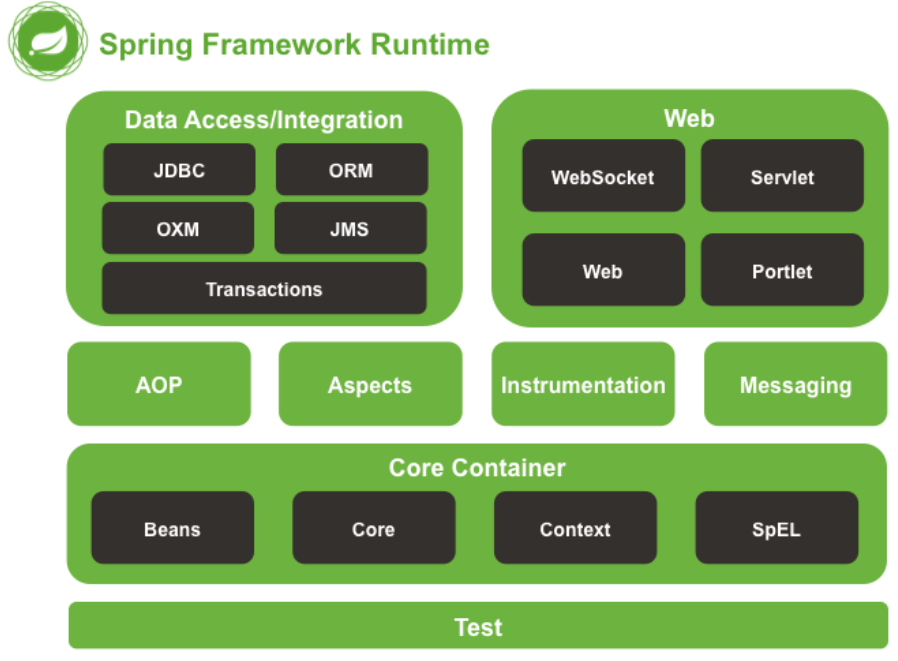 Spring Framework Runtime
Data Access/Integration
JDBC
ORM
OXM
JMS
Transactions
Web
WebSocket
Servlet
Web
Portlet
AOP
Aspects
Instrumentation
Messaging
Core Container
Beans
Core
Context
SpEL
Test